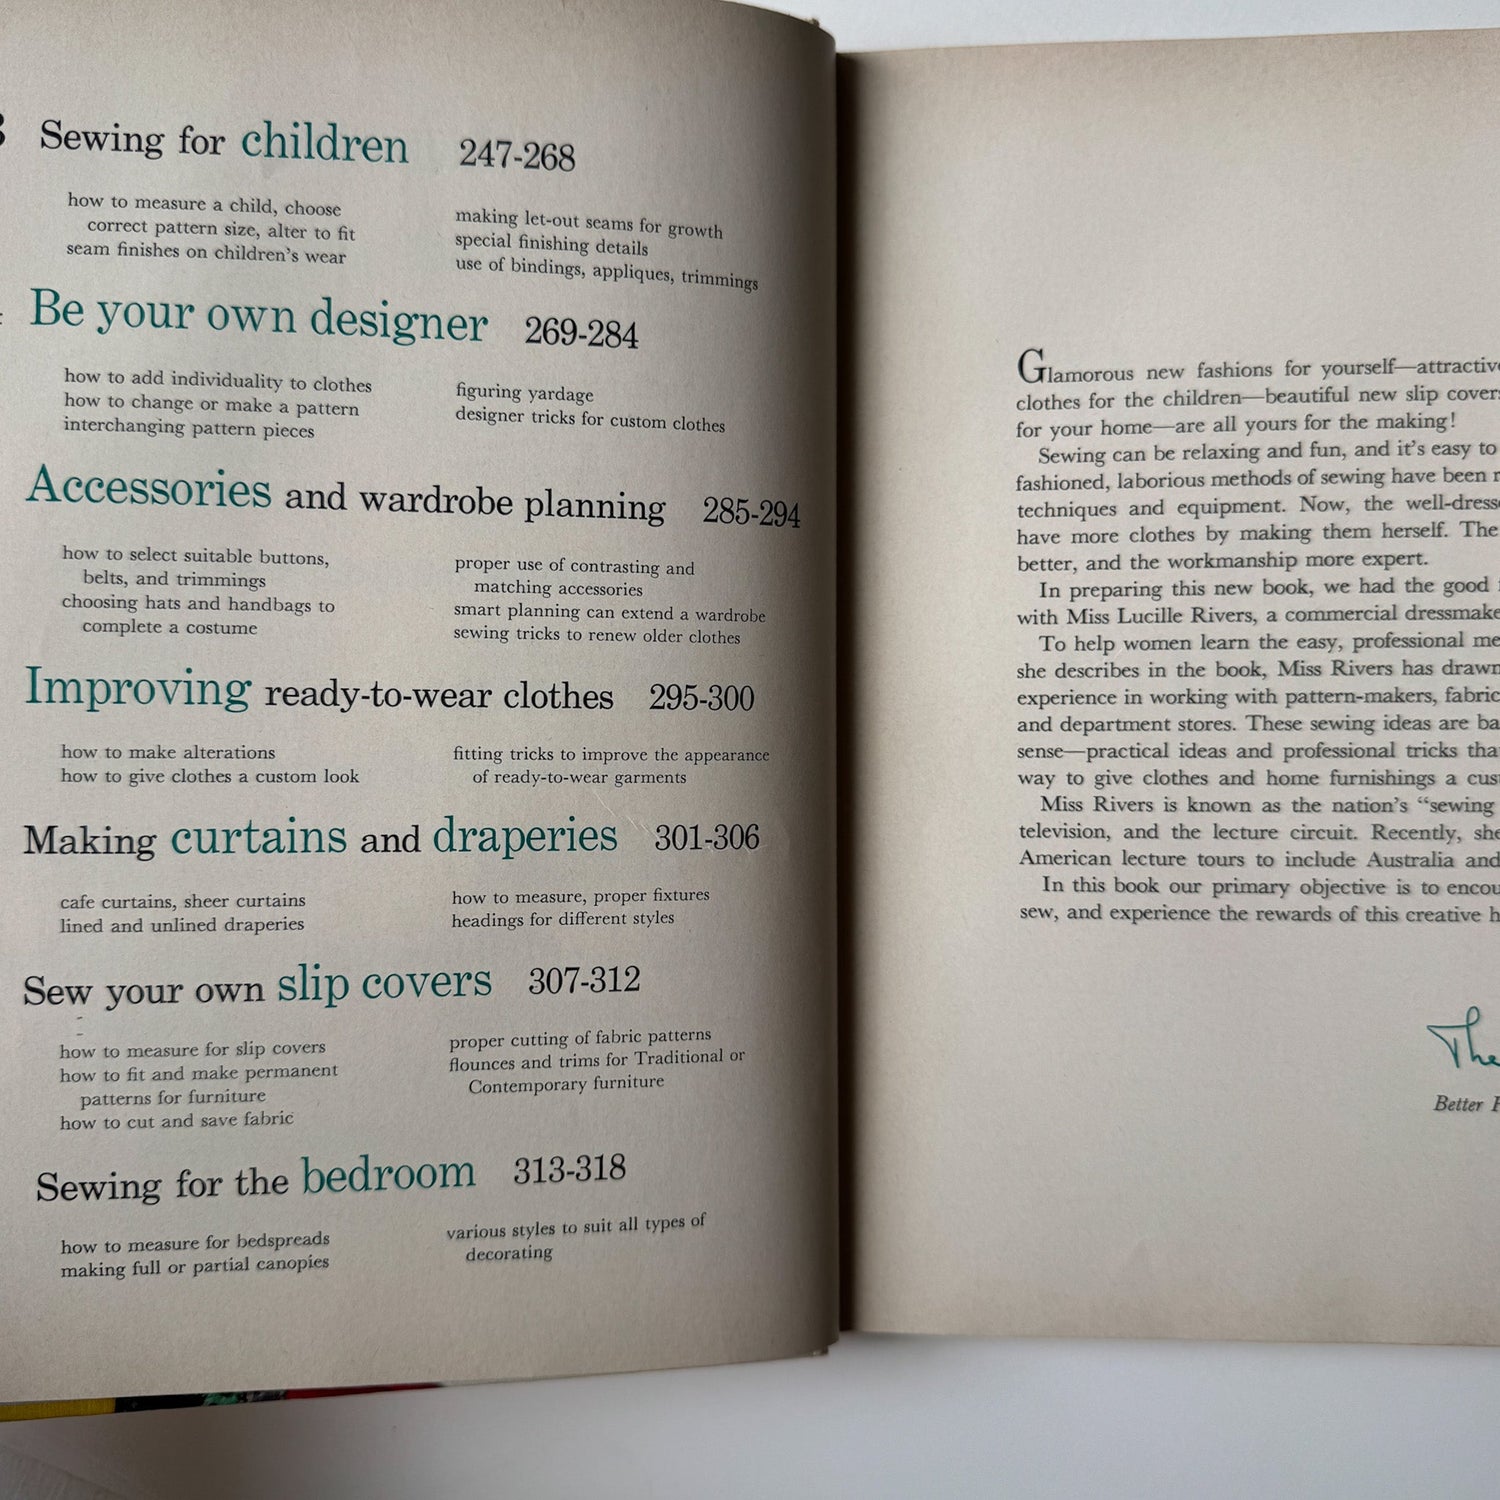 Sewing for children 247-268
how to measure a child, choose
correct pattern size, alter to fit
seam finishes on children's wear
making let-out seams for growth
special finishing details
use of bindings, appliques, trimmings
Be your own designer 269-284
how to add individuality to clothes
how to change or make a pattern
interchanging pattern pieces
figuring yardage
designer tricks for custom clothes
Accessories and wardrobe planning 285-294
how to select suitable buttons,
belts, and trimmings
choosing hats and handbags to
complete a costume
proper use of contrasting and
matching accessories
smart planning can extend a wardrobe
sewing tricks to renew older clothes
Improving ready-to-wear clothes 295-300
how to make alterations
how to give clothes a custom look
fitting tricks to improve the appearance
of ready-to-wear garments
Making curtains and draperies 301-306
cafe curtains, sheer curtains
lined and unlined draperies
how to measure, proper fixtures
headings for different styles
Sew your own slip covers 307-312
how to measure for slip covers
how to fit and make permanent
patterns for furniture
how to cut and save fabric
proper cutting of fabric patterns
flounces and trims for Traditional or
Contemporary furniture
Sewing for the bedroom 313-318
how to measure for bedspreads
making full or partial canopies
various styles to suit all types of
decorating
Glamorous new fashions for yourself—attractive
clothes for the children—beautiful new slip cover
for your home—are all yours for the making!
Sewing can be relaxing and fun, and it's easy to
fashioned, laborious methods of sewing have been
techniques and equipment. Now, the well-dress
have more clothes by making them herself. The
better, and the workmanship more expert.
In preparing this new book, we had the good
with Miss Lucille Rivers, a commercial dressmake
To help women learn the easy, professional me
she describes in the book, Miss Rivers has drawn
experience in working with pattern-makers, fabric
and department stores. These sewing ideas are ba
sense—practical ideas and professional tricks tha
way to give clothes and home furnishings a cus
Miss Rivers is known as the nation's "sewing
television, and the lecture circuit. Recently, she
American lecture tours to include Australia and
In this book our primary objective is to encou
sew, and experience the rewards of this creative h
The
Better